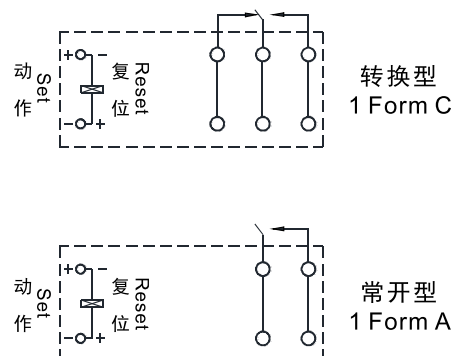 + −
动作 Set
复位 Reset
− +
转换型
1 Form C
+ −
动作 Set
复位 Reset
− +
常开型
1 Form A